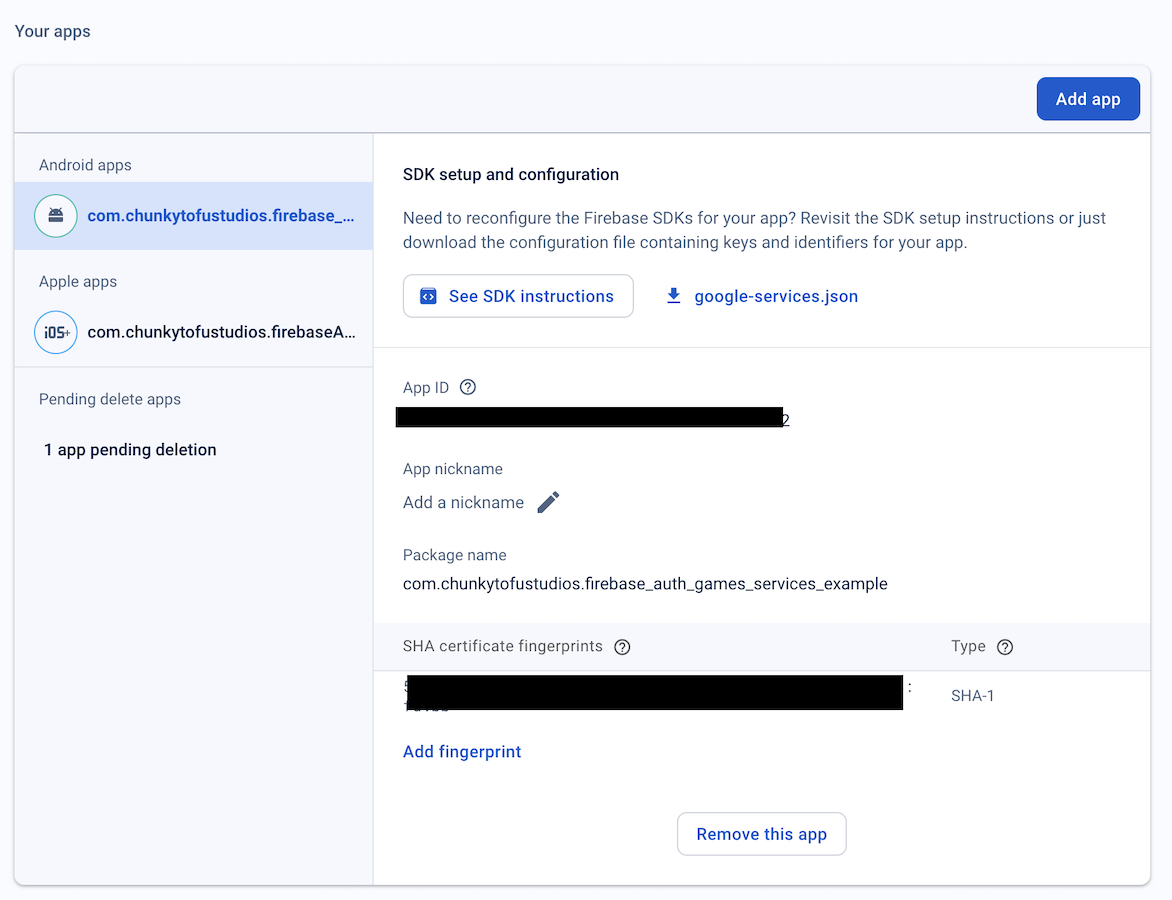 Your apps
Add app
Android apps
com.chunkytofustudios.firebase_...
Apple apps
iOS+
com.chunkytofustudios.firebaseA...
Pending delete apps
1 app pending deletion
SDK setup and configuration
Need to reconfigure the Firebase SDKs for your app? Revisit the SDK setup instructions or just
download the configuration file containing keys and identifiers for your app.
See SDK instructions
google-services.json
App ID
2
App nickname
Add a nickname
Package name
com.chunkytofustudios.firebase_auth_games_services_example
SHA certificate fingerprints
Type
:
SHA-1
Add fingerprint
Remove this app